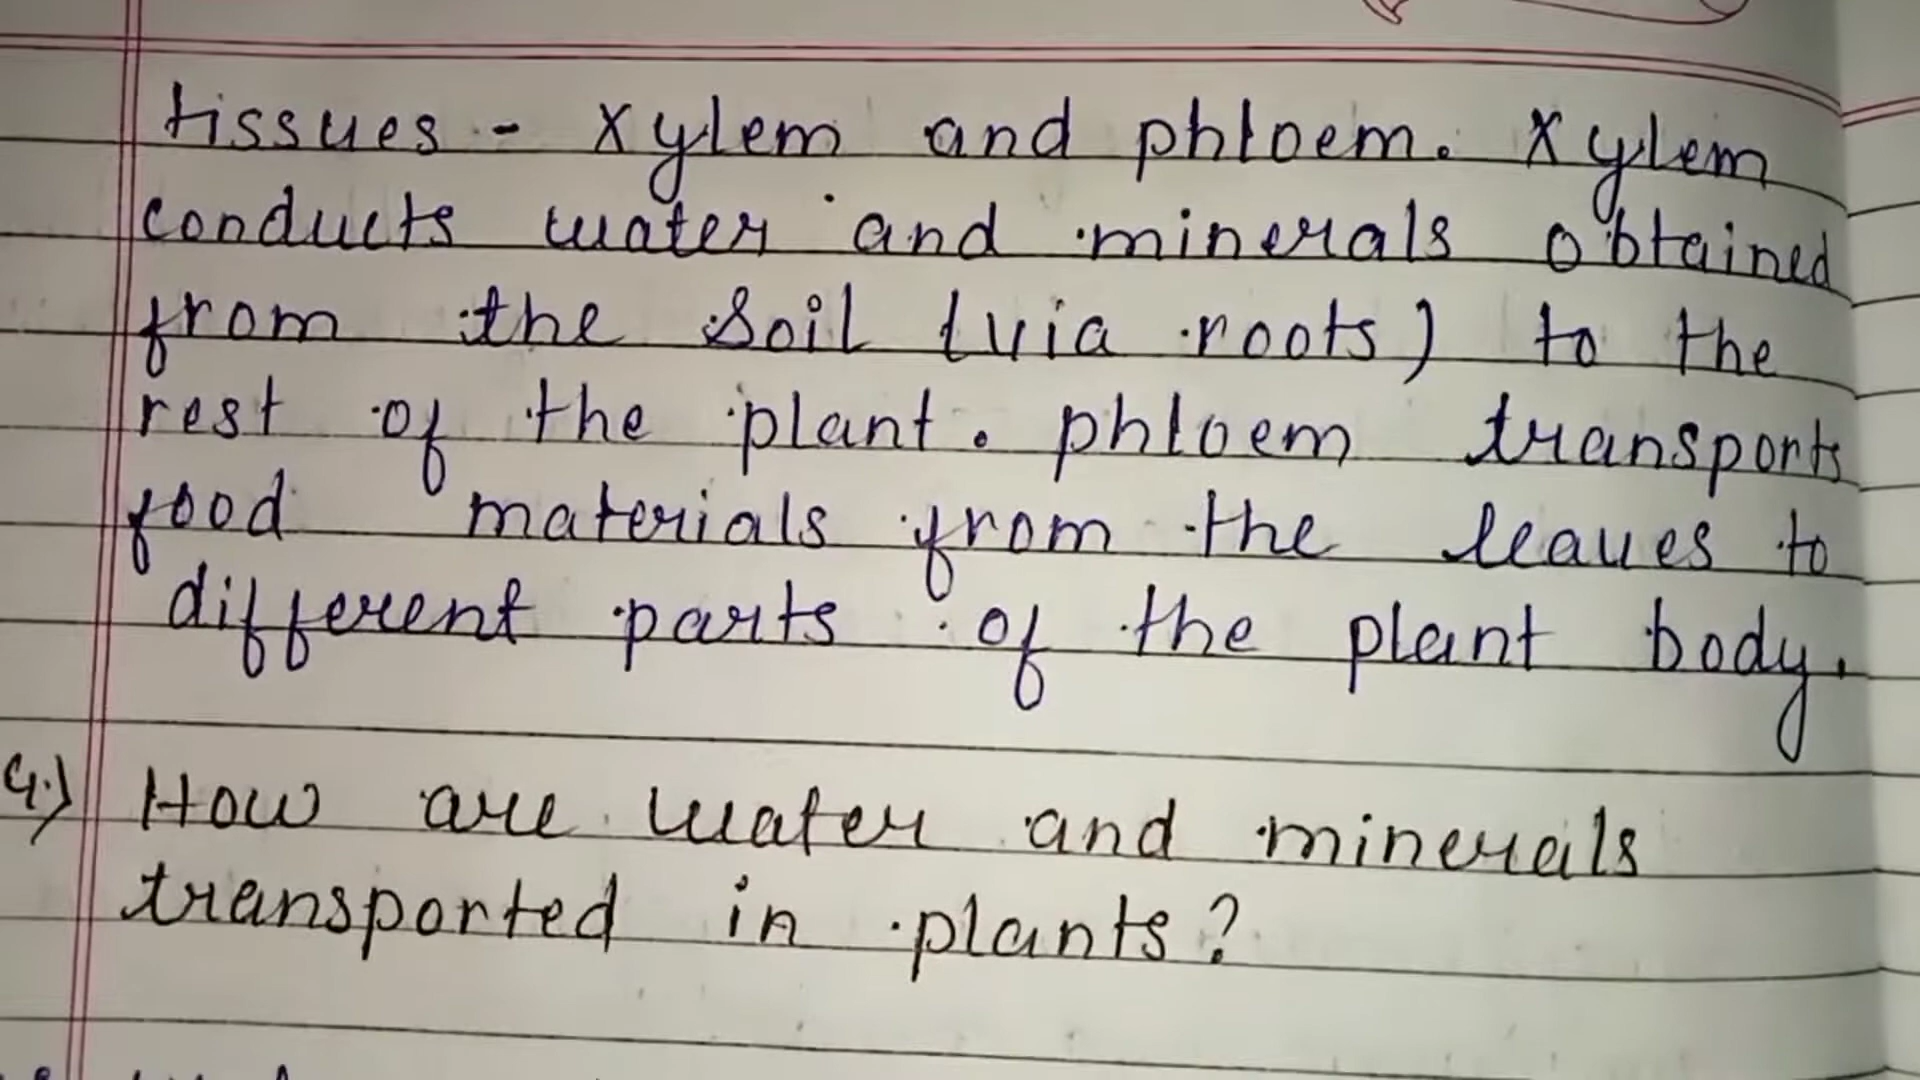 tissues - xylem and phloem. Xylem
conducts water and minerals obtained
from the soil (via roots) to the
rest of the plant. phloem transports
food materials from the leaves to
different parts of the plant body.
4.) How are water and minerals
transported in plants?